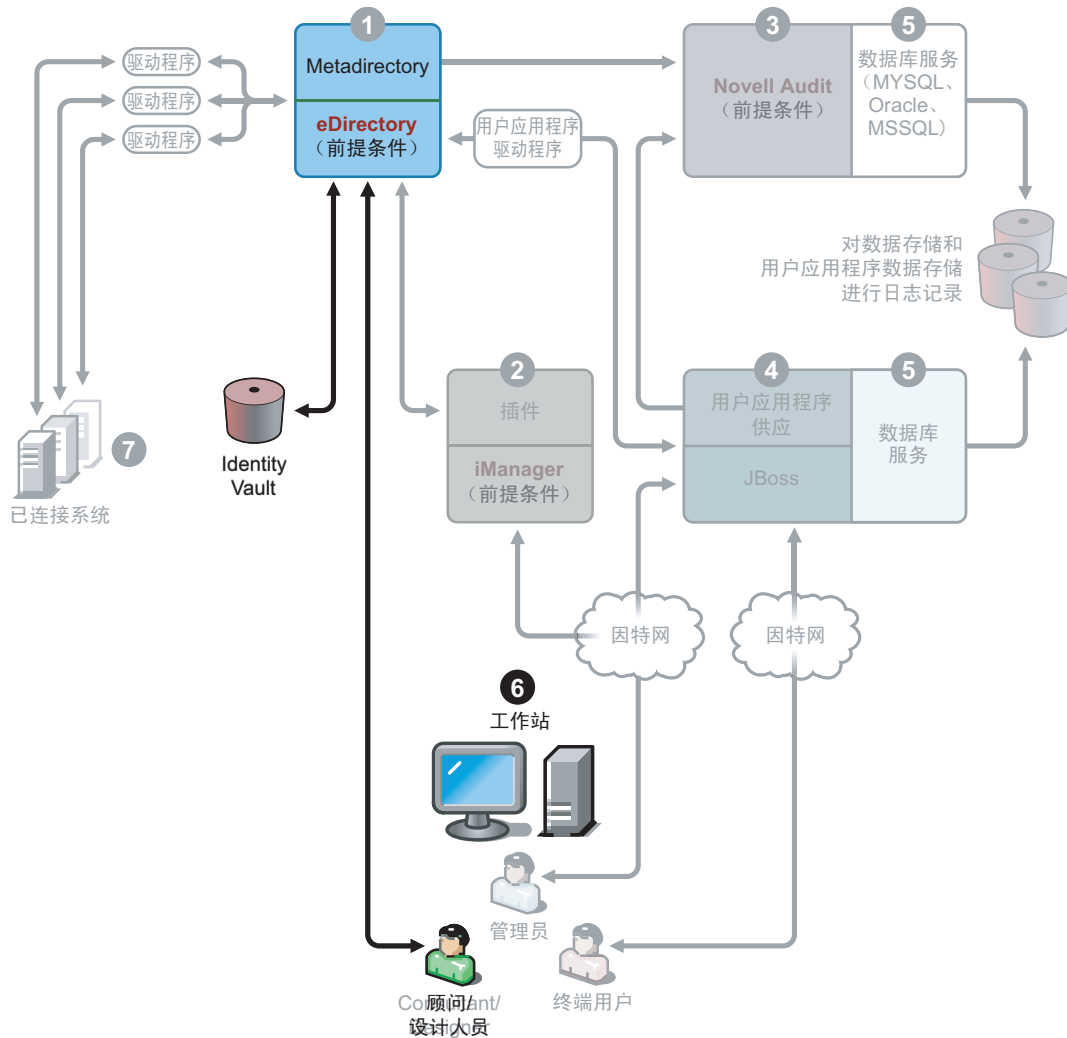 1
Metadirectory
eDirectory
（前提条件）
驱动程序
驱动程序
驱动程序
用户应用程序
驱动程序
3
Novell Audit
（前提条件）
5
数据库服务
（MYSQL、
Oracle、
MSSQL）
对数据存储和
用户应用程序数据存储
进行日志记录
2
插件
iManager
（前提条件）
4
用户应用程序
供应
JBoss
5
数据库
服务
Identity
Vault
7
已连接系统
因特网
因特网
6
工作站
管理员
终端用户
顾问/
设计人员
Consultant/
Designer